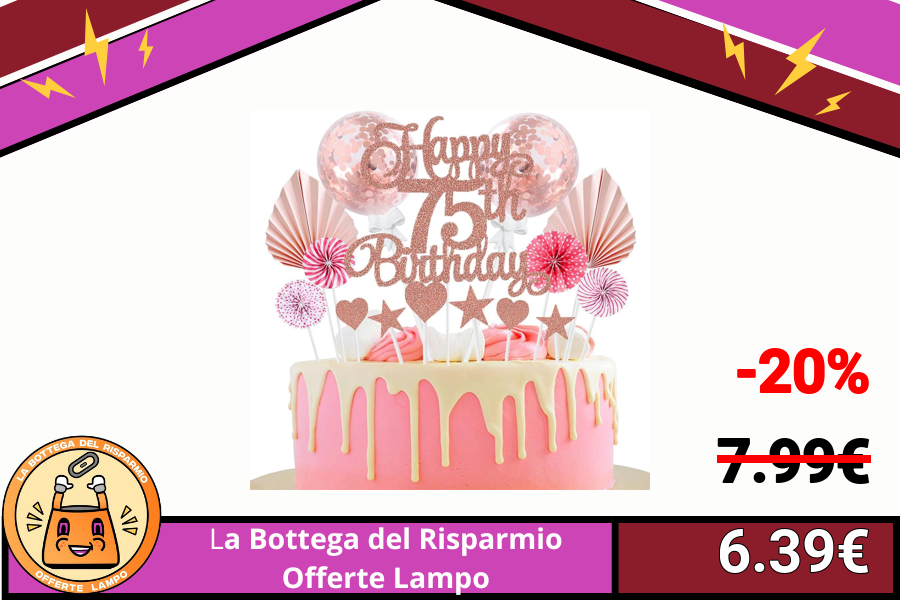 Happy
75th
Birthday
-20%
7.99€
LA BOTTEGA DEL RISPARMIO
OFFERTE LAMPO
La Bottega del Risparmio
Offerte Lampo
6.39€